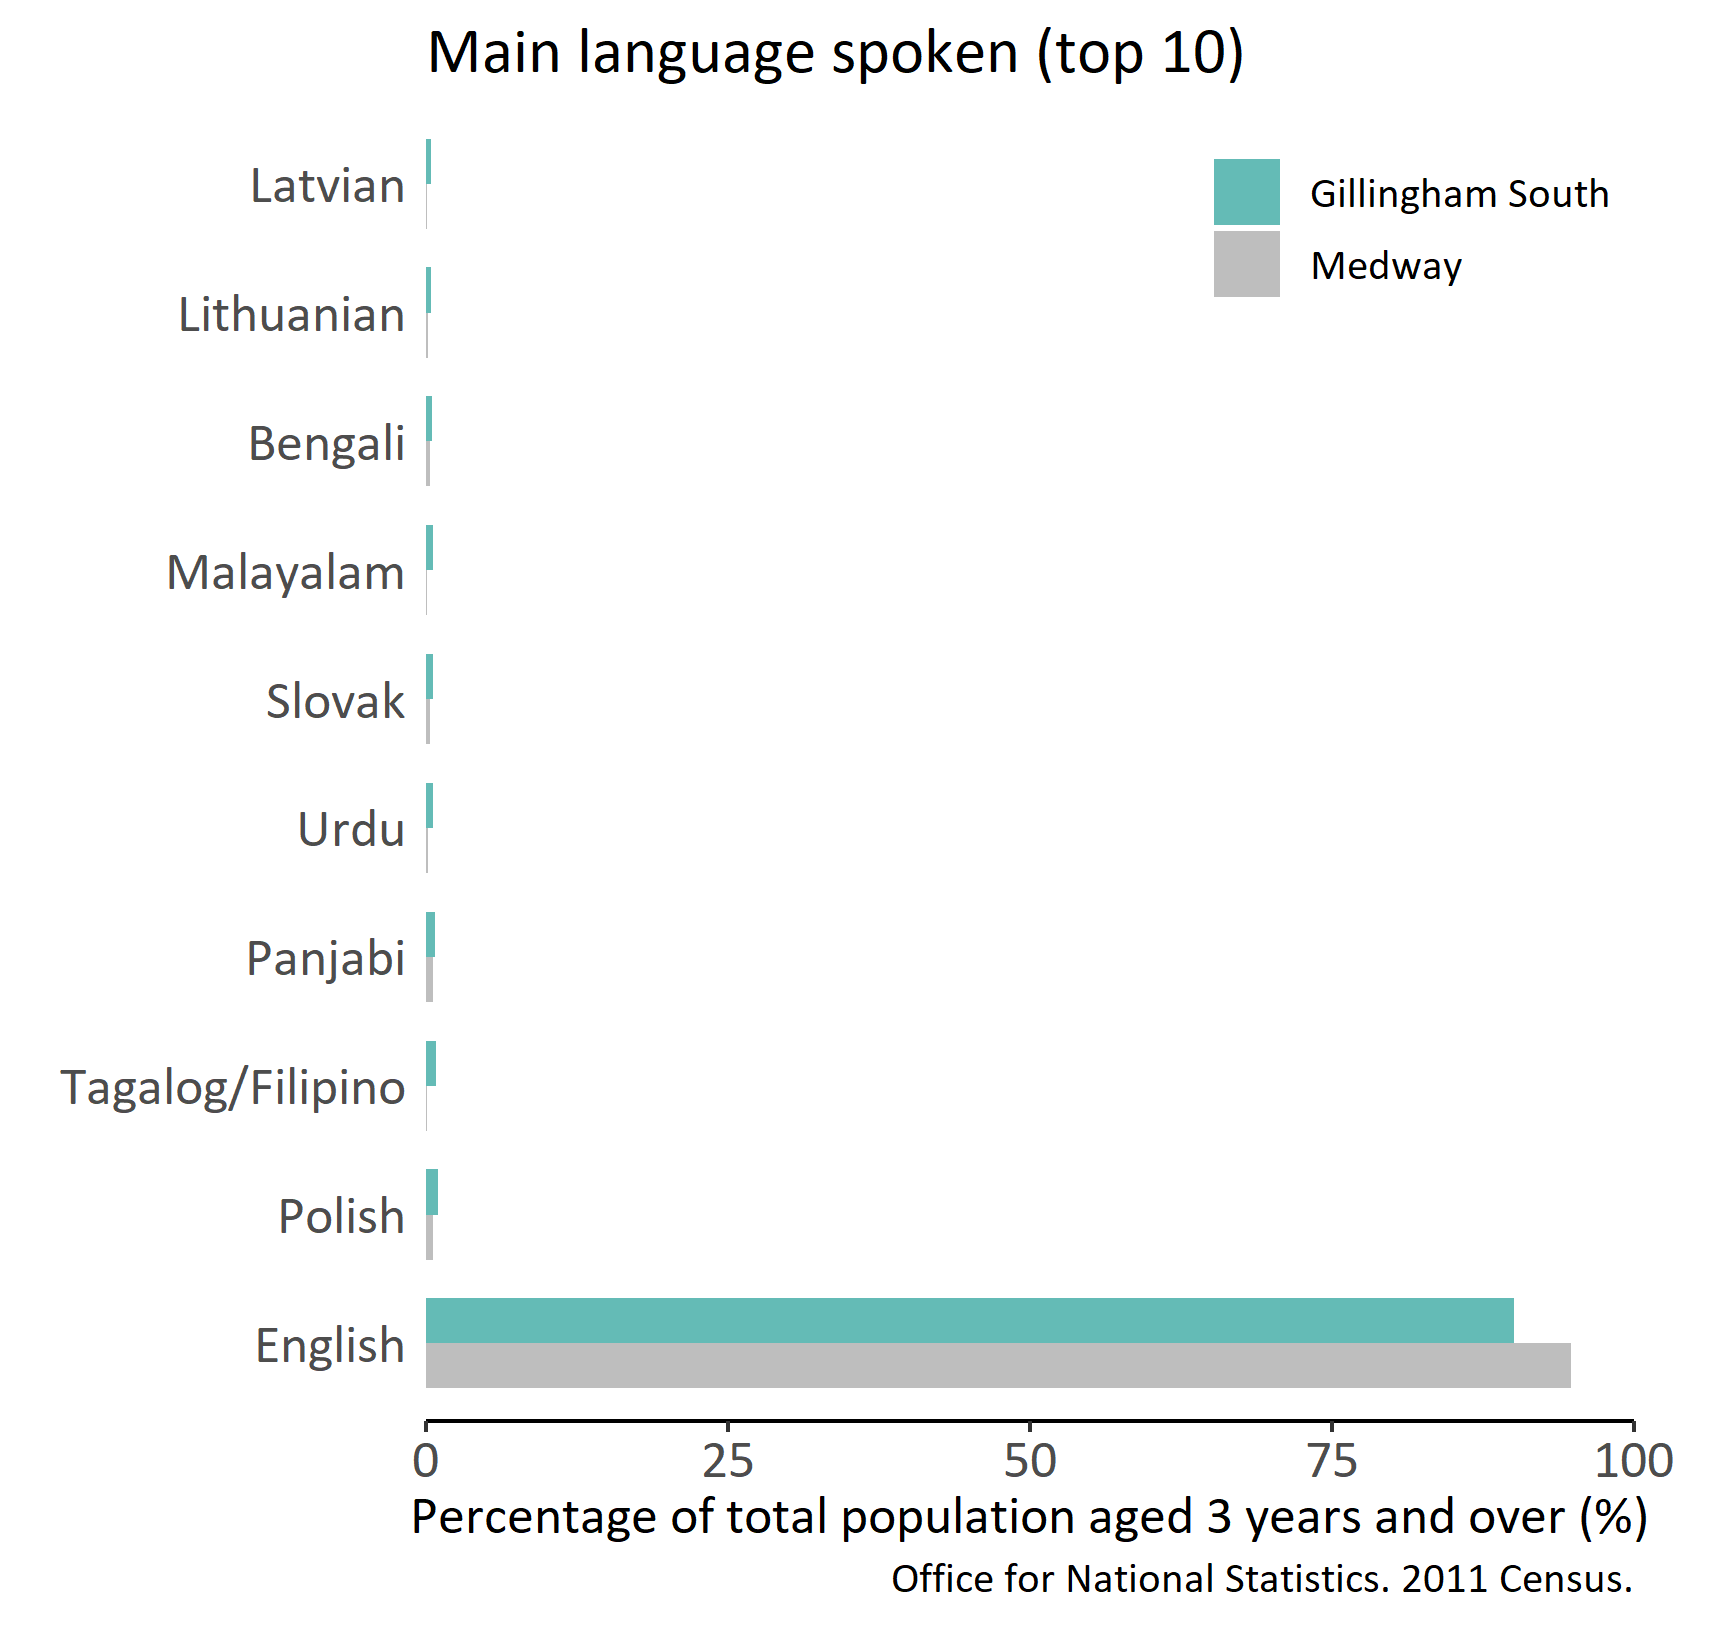 Main language spoken (top 10)
Gillingham South
Medway
Latvian
Lithuanian
Bengali
Malayalam
Slovak
Urdu
Panjabi
Tagalog/Filipino
Polish
English
0 25 50 75 100
Percentage of total population aged 3 years and over (%)
Office for National Statistics. 2011 Census.